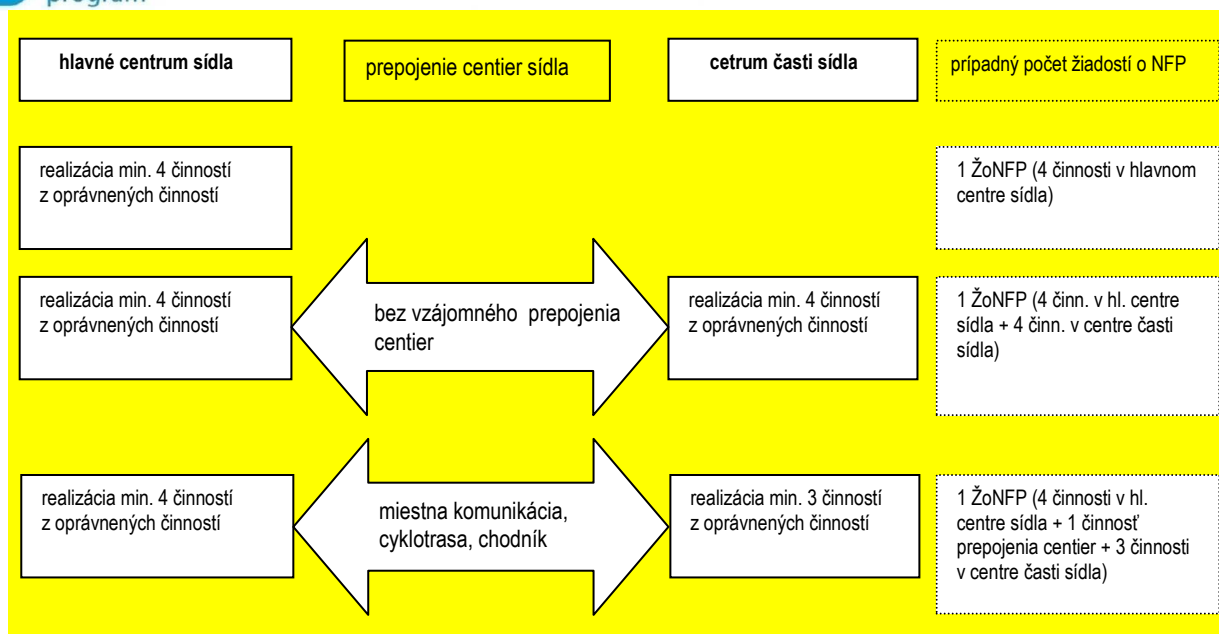 program
hlavné centrum sídla
prepojenie centier sídla
cetrum časti sídla
prípadný počet žiadostí o NFP
realizácia min. 4 činností
z oprávnených činností
1 ŽoNFP (4 činnosti v hlavnom
centre sídla)
realizácia min. 4 činností
z oprávnených činností
bez vzájomného prepojenia
centier
realizácia min. 4 činností
z oprávnených činností
1 ŽoNFP (4 činn. v hl. centre
sídla + 4 činn. v centre časti
sídla)
realizácia min. 4 činností
z oprávnených činností
miestna komunikácia,
cyklotrasa, chodník
realizácia min. 3 činností
z oprávnených činností
1 ŽoNFP (4 činnosti v hl.
centre sídla + 1 činnosť
prepojenia centier + 3 činnosti
v centre časti sídla)